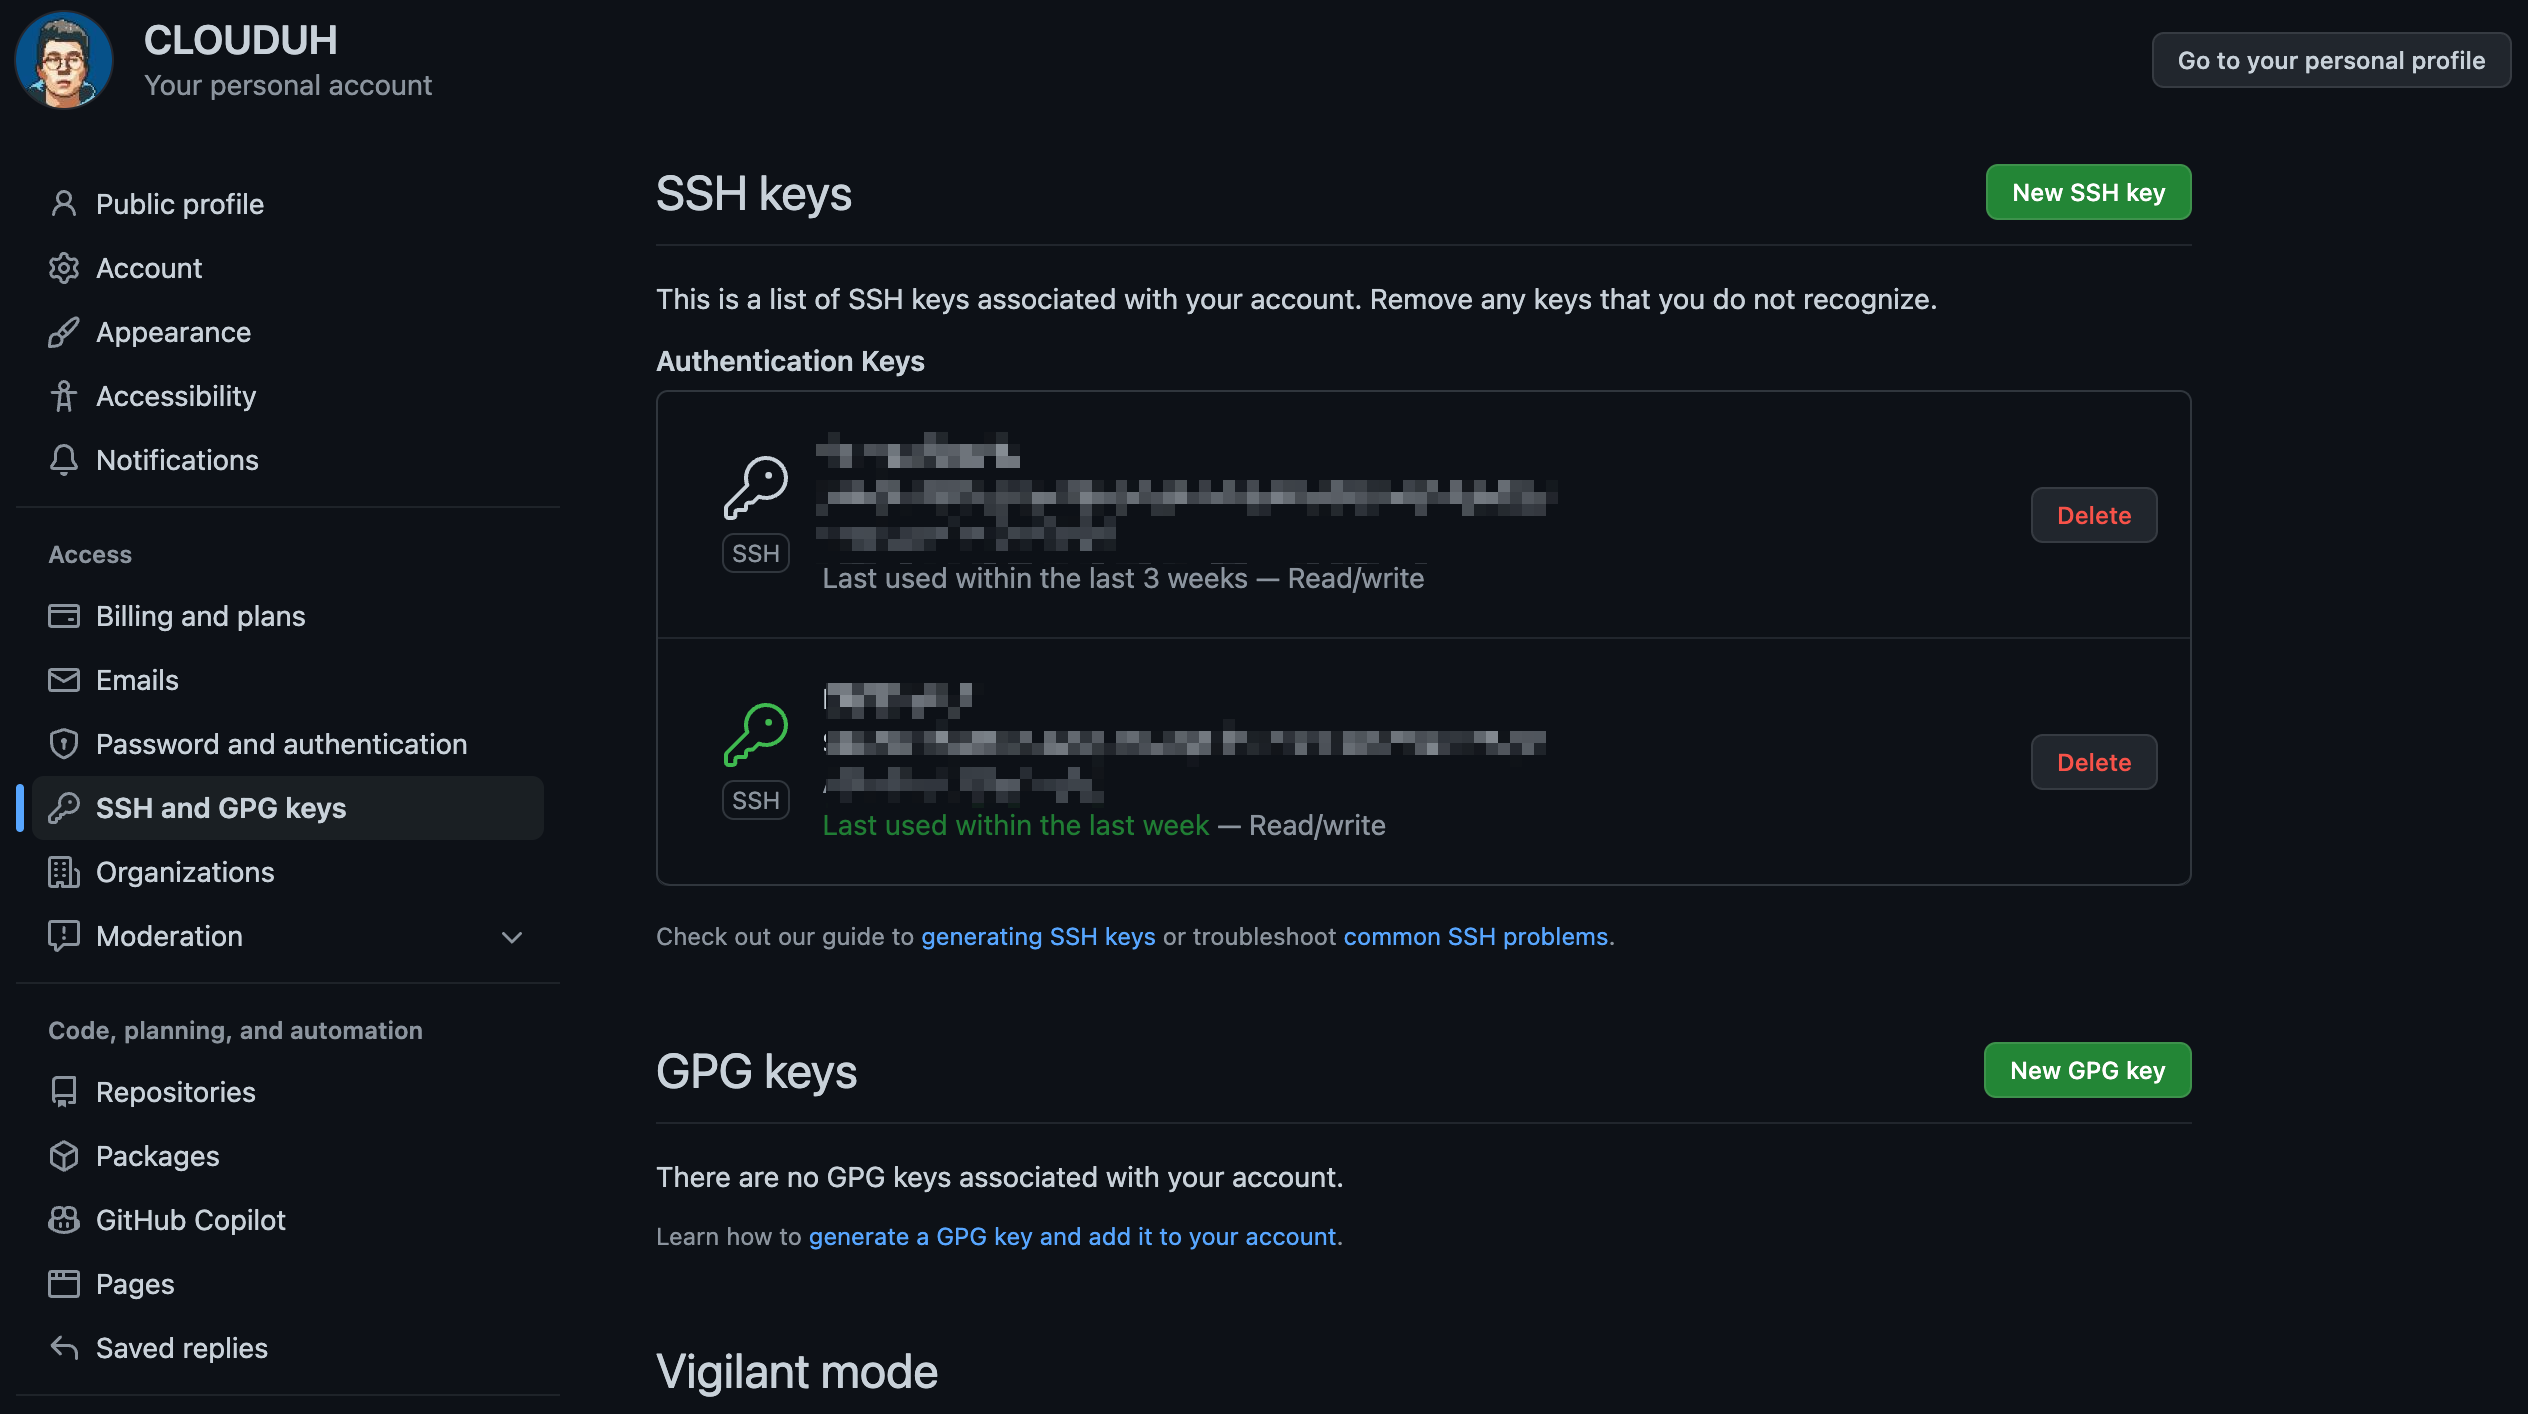 CLOUDUH
Your personal account
Go to your personal profile
Public profile
Account
Appearance
Accessibility
Notifications
Access
Billing and plans
Emails
Password and authentication
SSH and GPG keys
Organizations
Moderation
Code, planning, and automation
Repositories
Packages
GitHub Copilot
Pages
Saved replies
SSH keys
New SSH key
This is a list of SSH keys associated with your account. Remove any keys that you do not recognize.
Authentication Keys
SSH
Last used within the last 3 weeks — Read/write
Delete
SSH
Last used within the last week — Read/write
Delete
Check out our guide to generating SSH keys or troubleshoot common SSH problems.
GPG keys
New GPG key
There are no GPG keys associated with your account.
Learn how to generate a GPG key and add it to your account.
Vigilant mode